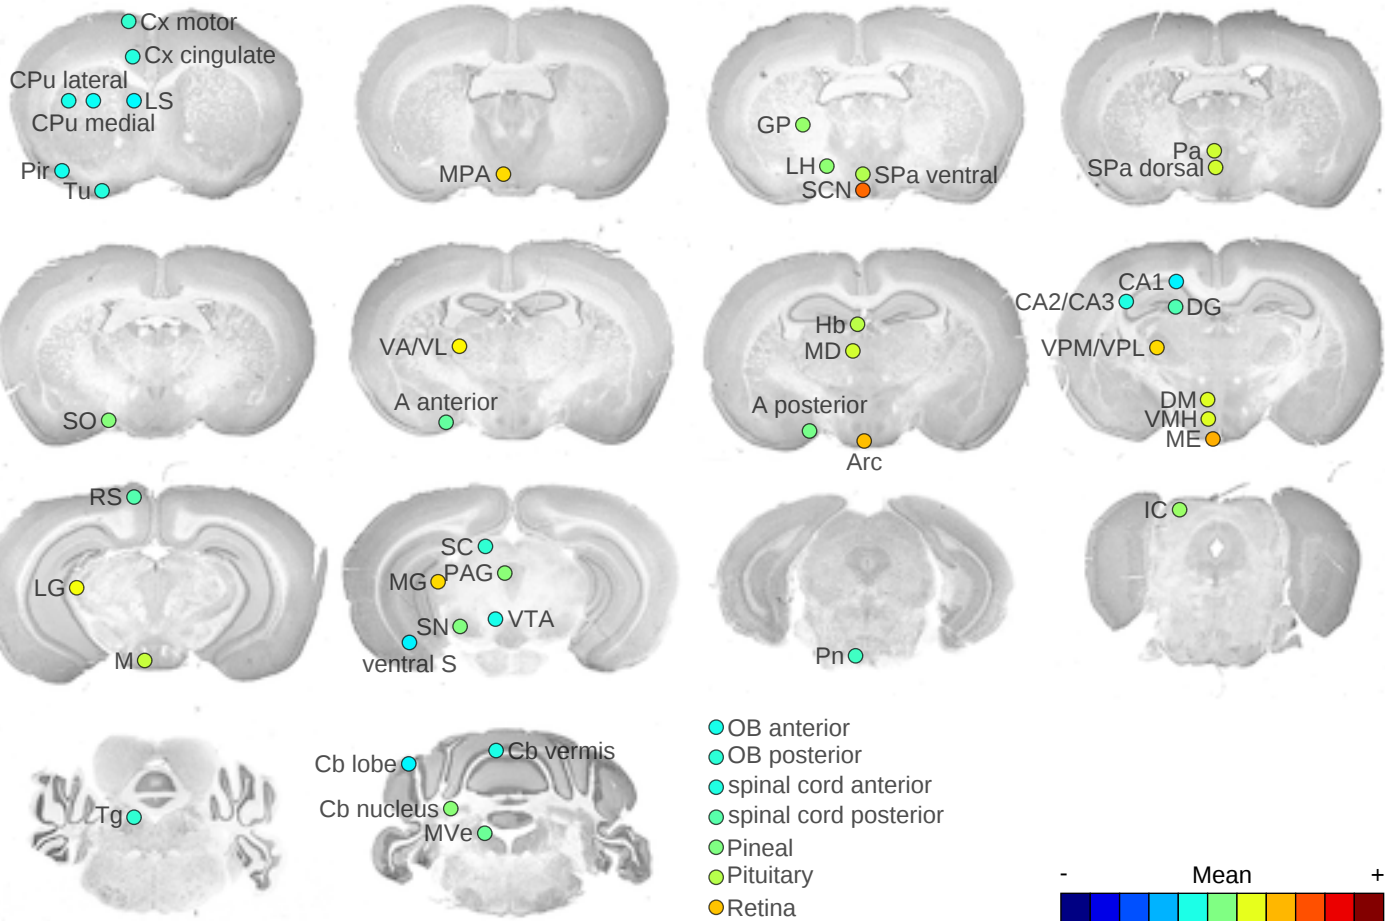 Cx motor
Cx cingulate
CPu lateral
LS
CPu medial
Pir
Tu
MPA
GP
LH
SPa ventral
SCN
Pa
SPa dorsal
SO
VA/VL
A anterior
Hb
MD
A posterior
Arc
CA1
CA2/CA3
DG
VPM/VPL
DM
VMH
ME
RS
LG
M
SC
PAG
MG
SN
VTA
ventral S
Pn
IC
Tg
Cb vermis
Cb lobe
Cb nucleus
MVe
OB anterior
OB posterior
spinal cord anterior
spinal cord posterior
Pineal
Pituitary
Retina
- Mean +